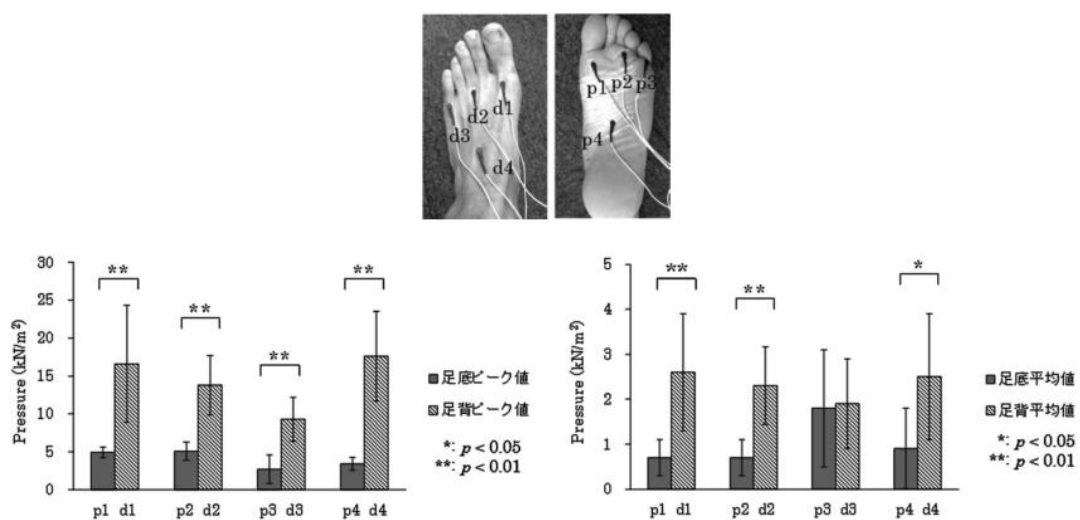 d1
d2
d3
d4
p1
p2
p3
p4
Pressure (kN/m²)
30
25
20
15
10
5
0
**
**
**
**
p1 d1
p2 d2
p3 d3
p4 d4
足底ピーク値
足背ピーク値
*: p < 0.05
**: p < 0.01
Pressure (kN/m²)
5
4
3
2
1
0
**
**
*
p1 d1
p2 d2
p3 d3
p4 d4
足底平均値
足背平均値
*: p < 0.05
**: p < 0.01